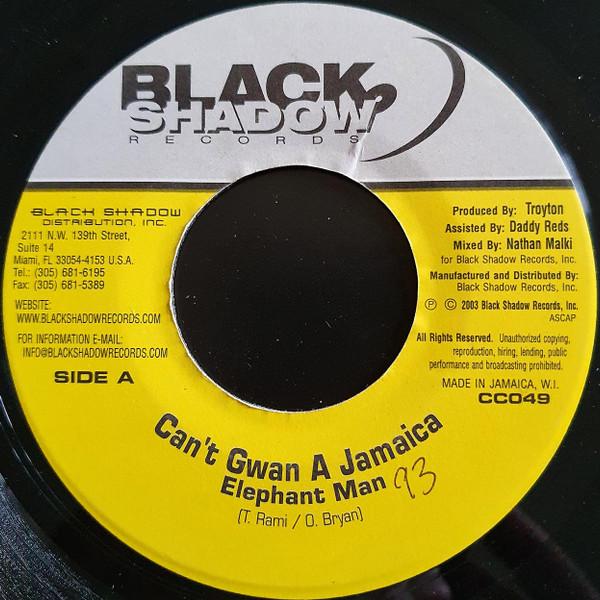 BLACK
SHADOW
RECORDS
BLACK SHADOW
DISTRIBUTION, INC.
2111 N.W. 139th Street,
Suite 14
Miami, FL 33054-4153 U.S.A.
Tel.: (305) 681-6195
Fax: (305) 681-5389
WEBSITE:
WWW.BLACKSHADOWRECORDS.COM
FOR INFORMATION E-MAIL:
INFO@BLACKSHADOWRECORDS.COM
SIDE A
Produced By: Troyton
Assisted By: Daddy Reds
Mixed By: Nathan Malki
for Black Shadow Records, Inc.
Manufactured and Distributed By:
Black Shadow Records, Inc.
℗ © 2003 Black Shadow Records, Inc.
ASCAP
All Rights Reserved. Unauthorized copying,
reproduction, hiring, lending, public
performance and broadcasting prohibited.
MADE IN JAMAICA, W.I.
CC049
Can't Gwan A Jamaica
Elephant Man 93
(T. Rami / O. Bryan)